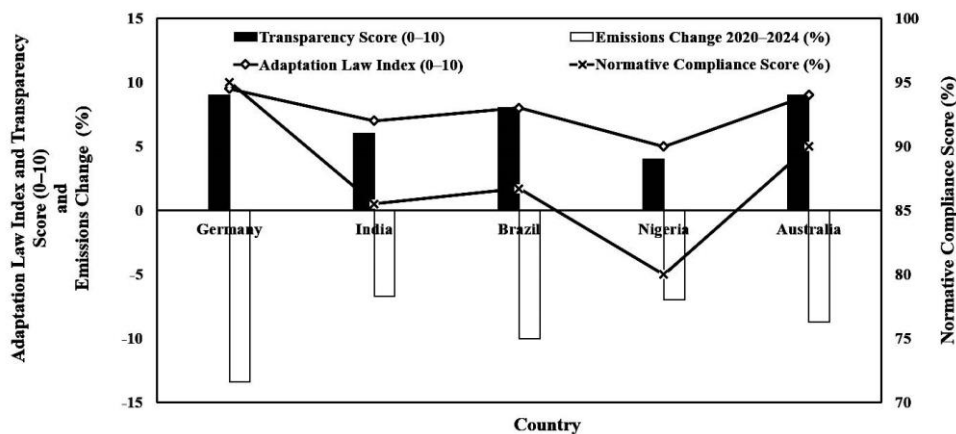 Adaptation Law Index and Transparency
Score (0–10)
and
Emissions Change (%)
15
10
5
0
-5
-10
-15
Transparency Score (0–10)
Emissions Change 2020–2024 (%)
Adaptation Law Index (0–10)
Normative Compliance Score (%)
Germany
India
Brazil
Nigeria
Australia
100
95
90
85
80
75
70
Normative Compliance Score (%)
Country